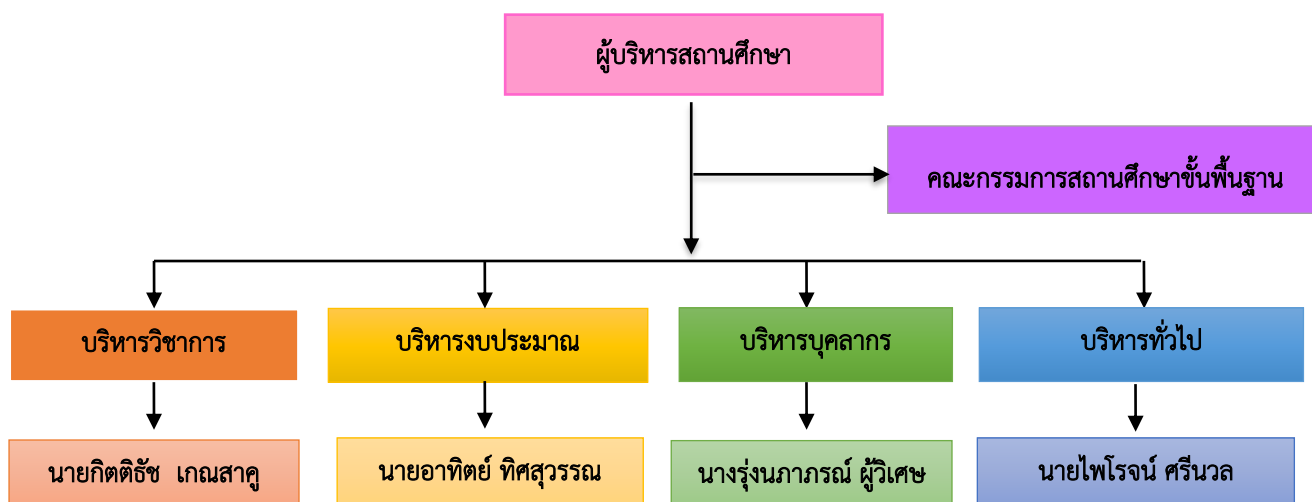 ผู้บริหารสถานศึกษา
คณะกรรมการสถานศึกษาขั้นพื้นฐาน
บริหารวิชาการ
บริหารงบประมาณ
บริหารบุคลากร
บริหารทั่วไป
นายกิตติธัช เกณสาคู
นายอาทิตย์ ทิศสุวรรณ
นางรุ่งนภาภรณ์ ผู้วิเศษ
นายไพโรจน์ ศรีนวล